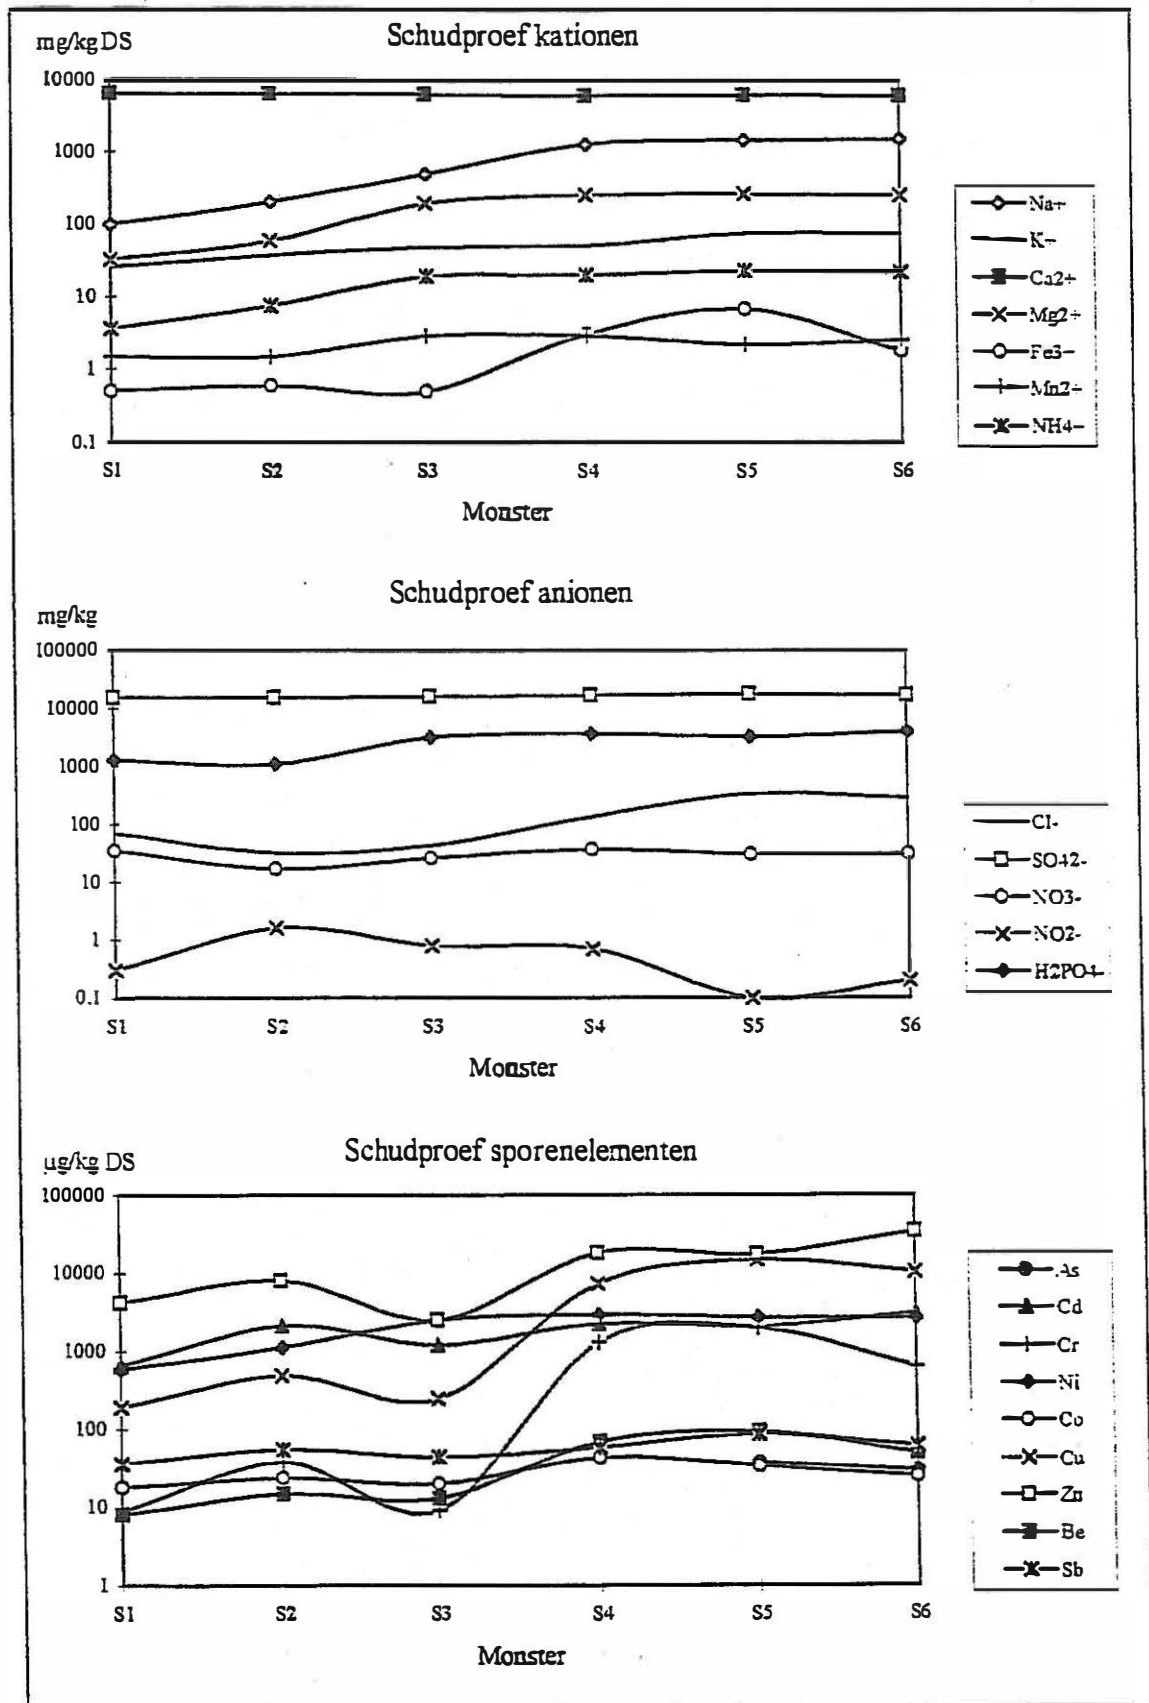 Schudproef kationen
mg/kg DS
10000
1000
100
10
1
0.1
S1 S2 S3 S4 S5 S6
Monster
Na+
K+
Ca2+
Mg2+
Fe3+
Mn2+
NH4+
Schudproef anionen
mg/kg
100000
10000
1000
100
10
1
0.1
S1 S2 S3 S4 S5 S6
Monster
Cl-
SO42-
NO3-
NO2-
H2PO4-
Schudproef sporenelementen
µg/kg DS
100000
10000
1000
100
10
1
S1 S2 S3 S4 S5 S6
Monster
As
Cd
Cr
Ni
Co
Cu
Zn
Be
Sb